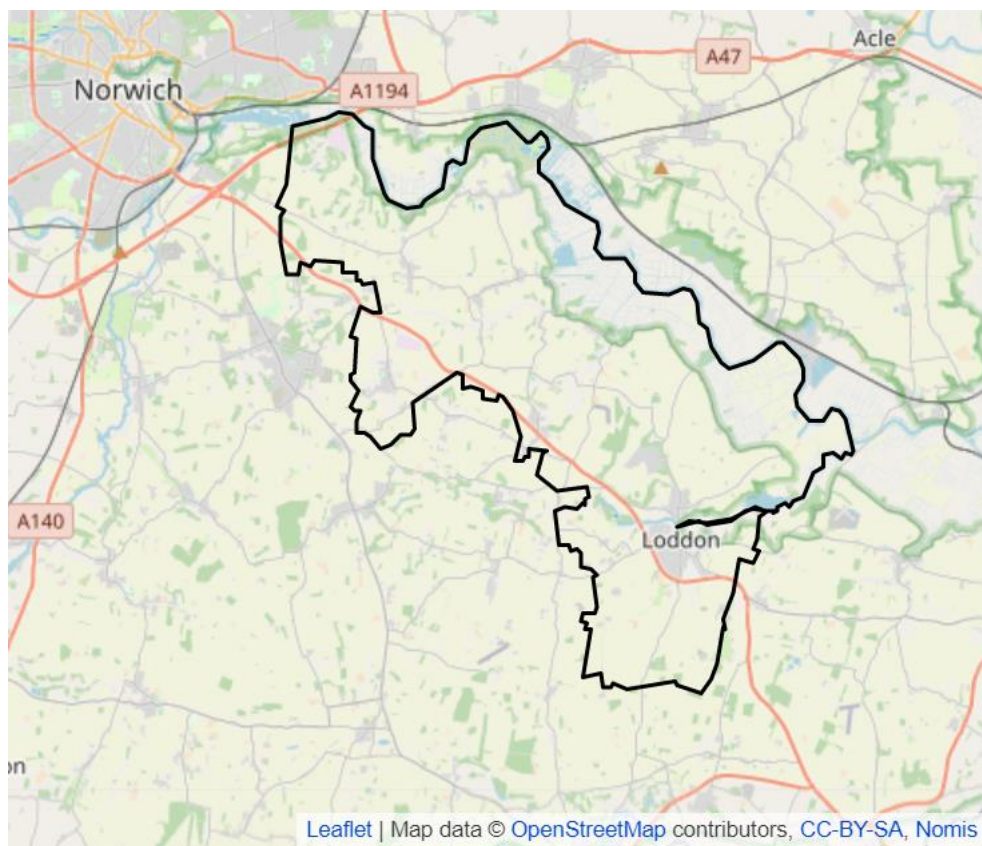 Acle
A47
Norwich
A1194
A140
Loddon
on
Leaflet | Map data © OpenStreetMap contributors, CC-BY-SA, Nomis